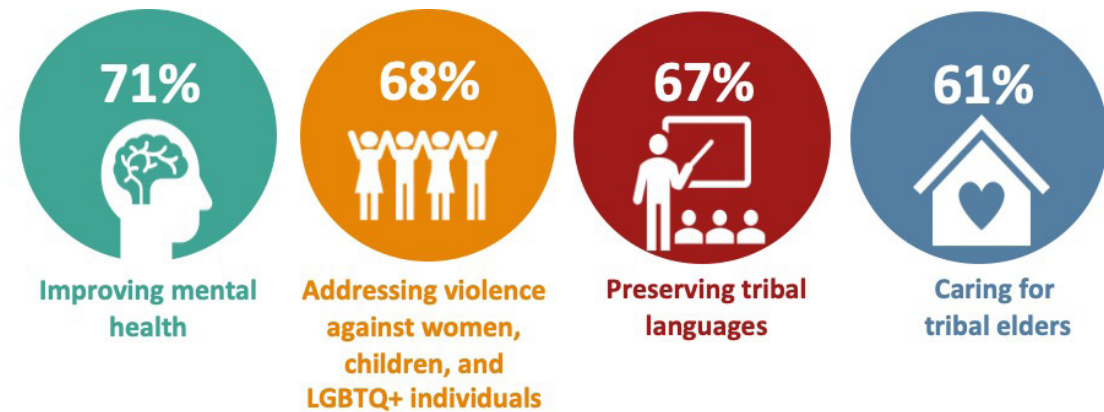 71%
68%
67%
61%
Improving mental
health
Addressing violence
against women,
children, and
LGBTQ+ individuals
Preserving tribal
languages
Caring for
tribal elders